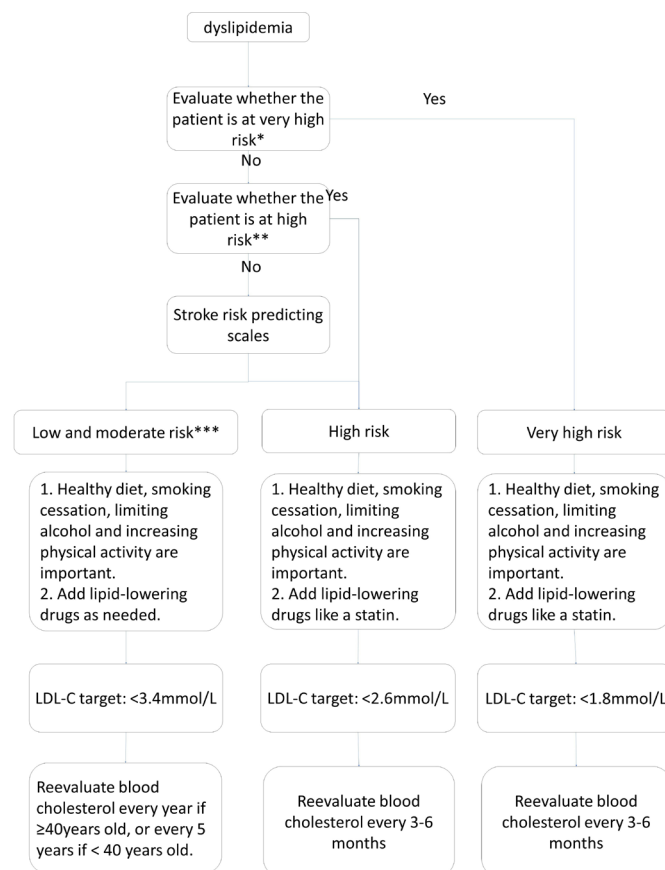 dyslipidemia
Evaluate whether the
patient is at very high
risk*
Yes
No
Evaluate whether the
patient is at high
risk**
Yes
No
Stroke risk predicting
scales
Low and moderate risk***
High risk
Very high risk
1. Healthy diet, smoking
cessation, limiting
alcohol and increasing
physical activity are
important.
2. Add lipid-lowering
drugs as needed.
1. Healthy diet, smoking
cessation, limiting
alcohol and increasing
physical activity are
important.
2. Add lipid-lowering
drugs like a statin.
1. Healthy diet, smoking
cessation, limiting
alcohol and increasing
physical activity are
important.
2. Add lipid-lowering
drugs like a statin.
LDL-C target: <3.4mmol/L
LDL-C target: <2.6mmol/L
LDL-C target: <1.8mmol/L
Reevaluate blood
cholesterol every year if
≥40years old, or every 5
years if < 40 years old.
Reevaluate blood
cholesterol every 3-6
months
Reevaluate blood
cholesterol every 3-6
months